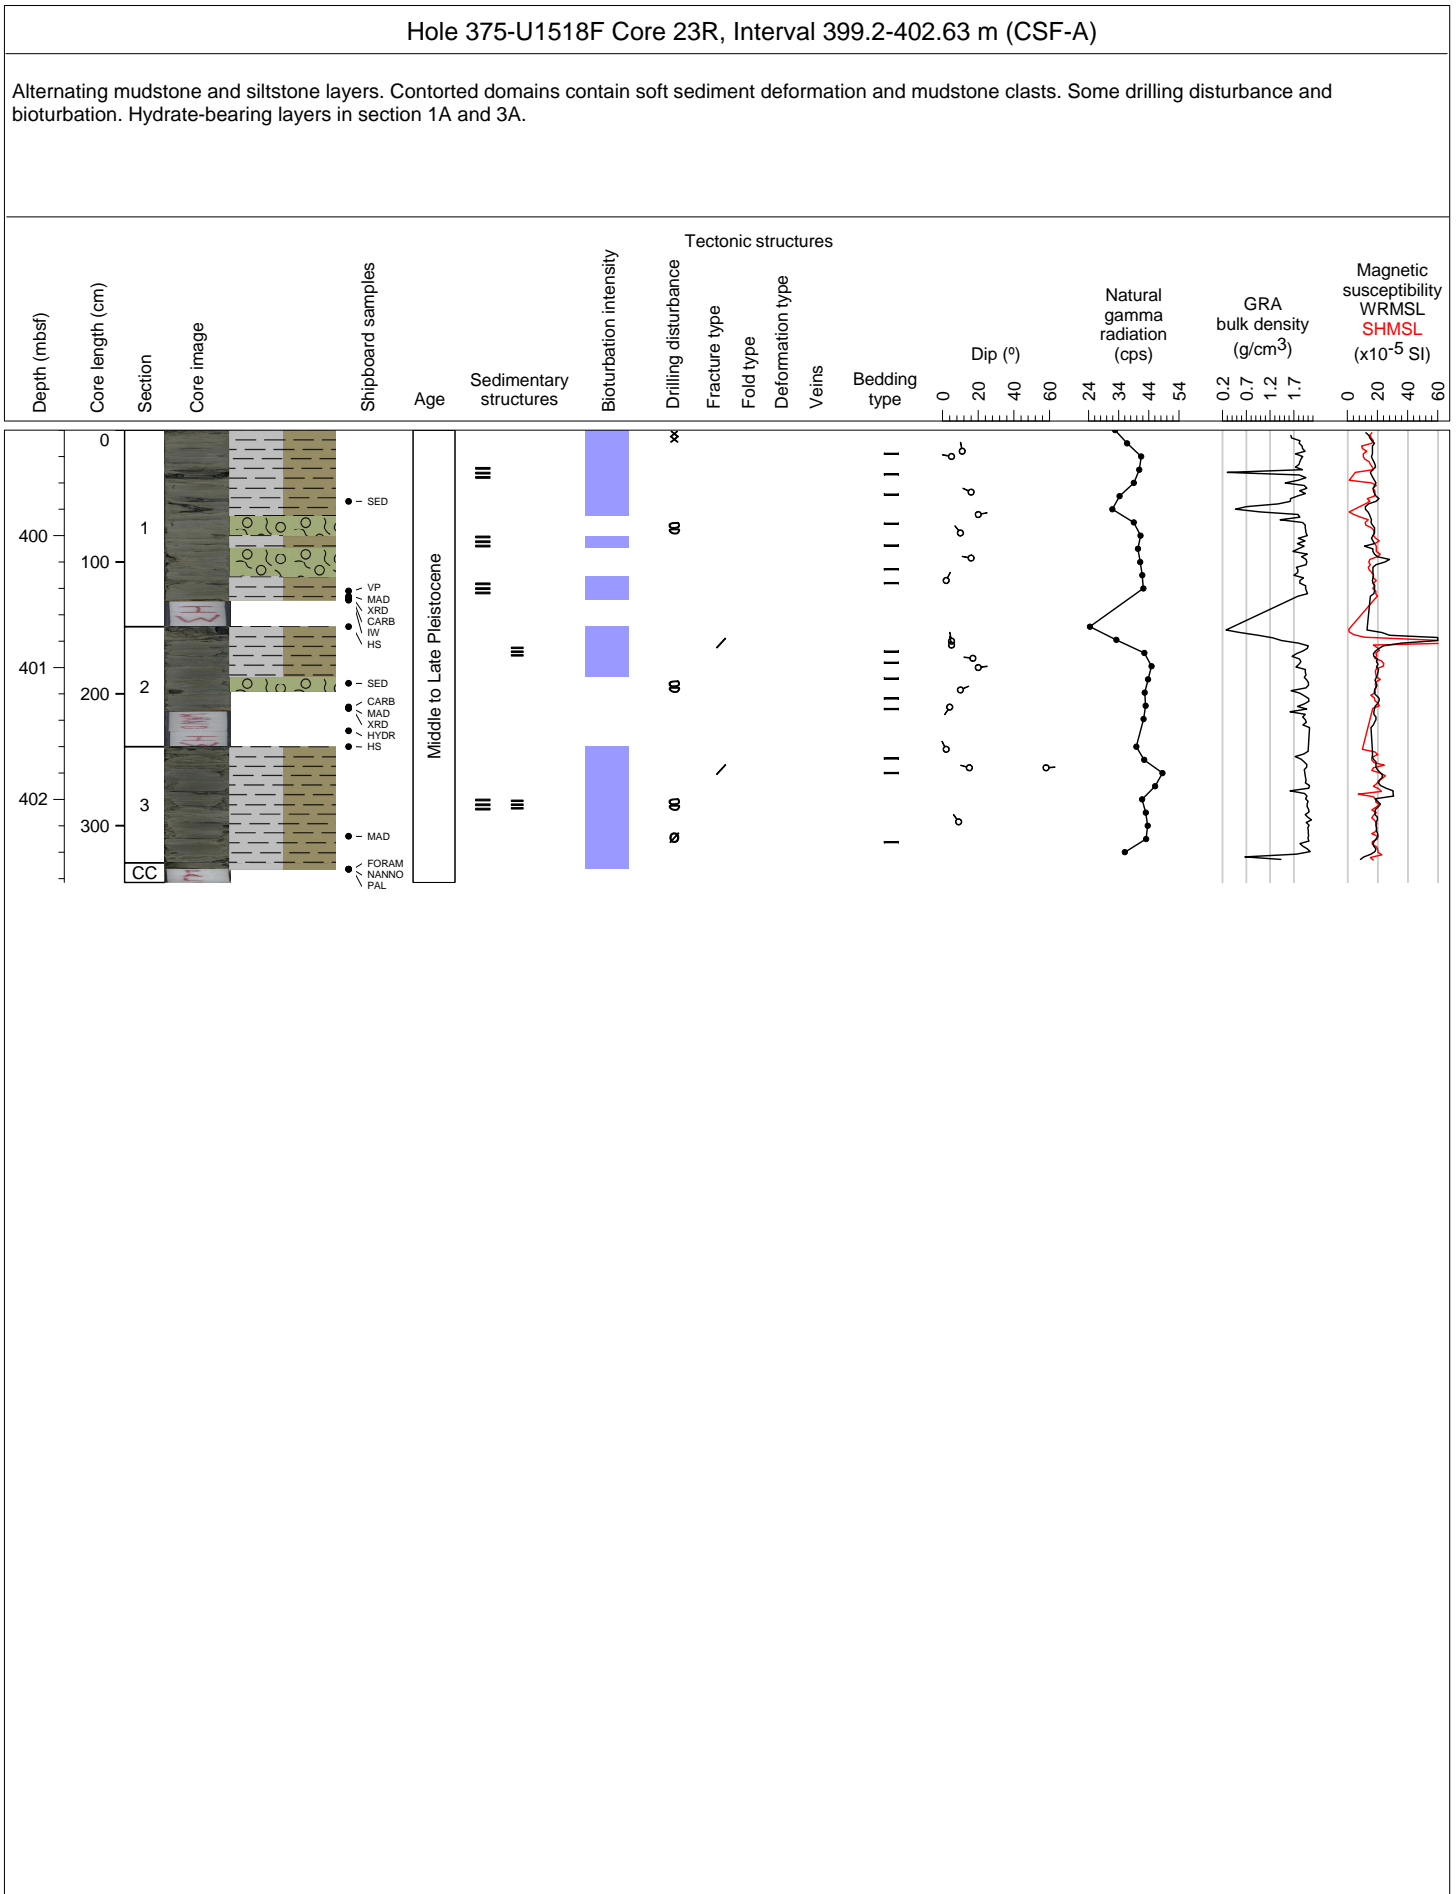 Hole 375-U1518F Core 23R, Interval 399.2-402.63 m (CSF-A)
Alternating mudstone and siltstone layers. Contorted domains contain soft sediment deformation and mudstone clasts. Some drilling disturbance and
bioturbation. Hydrate-bearing layers in section 1A and 3A.
Depth (mbsf)
Core length (cm)
Section
Core image
Shipboard samples
Age
Sedimentary
structures
Bioturbation intensity
Drilling disturbance
Tectonic structures
Fracture type
Fold type
Deformation type
Veins
Bedding
type
Dip (º)
0 20 40 60
Natural
gamma
radiation
(cps)
24 34 44 54
GRA
bulk density
(g/cm3)
0.2 0.7 1.2 1.7
Magnetic
susceptibility
WRMSL
SHMSL
(x10-5 SI)
0 20 40 60
400
401
402
0
100
200
300
1
2
3
CC
SED
VP
MAD
XRD
CARB
IW
HS
SED
CARB
MAD
XRD
HYDR
HS
MAD
FORAM
NANNO
PAL
Middle to Late Pleistocene